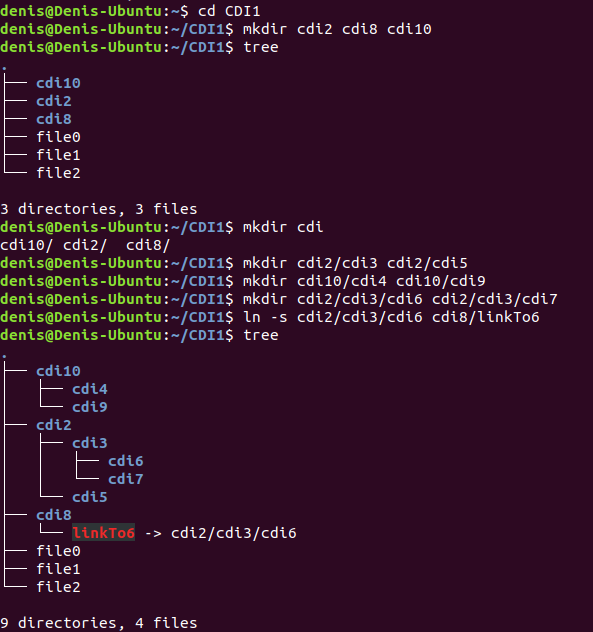 denis@Denis-Ubuntu:~$ cd CDI1
denis@Denis-Ubuntu:~/CDI1$ mkdir cdi2 cdi8 cdi10
denis@Denis-Ubuntu:~/CDI1$ tree
.
├── cdi10
├── cdi2
├── cdi8
├── file0
├── file1
└── file2

3 directories, 3 files
denis@Denis-Ubuntu:~/CDI1$ mkdir cdi
cdi10/ cdi2/  cdi8/
denis@Denis-Ubuntu:~/CDI1$ mkdir cdi2/cdi3 cdi2/cdi5
denis@Denis-Ubuntu:~/CDI1$ mkdir cdi10/cdi4 cdi10/cdi9
denis@Denis-Ubuntu:~/CDI1$ mkdir cdi2/cdi3/cdi6 cdi2/cdi3/cdi7
denis@Denis-Ubuntu:~/CDI1$ ln -s cdi2/cdi3/cdi6 cdi8/linkTo6
denis@Denis-Ubuntu:~/CDI1$ tree
.
├── cdi10
│   ├── cdi4
│   └── cdi9
├── cdi2
│   ├── cdi3
│   │   ├── cdi6
│   │   └── cdi7
│   └── cdi5
├── cdi8
│   └── linkTo6 -> cdi2/cdi3/cdi6
├── file0
├── file1
└── file2

9 directories, 4 files